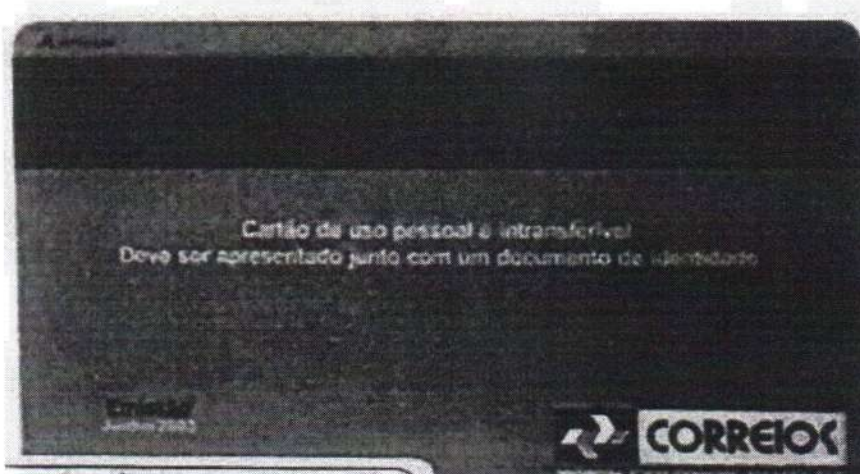 Cartão de uso pessoal e intransferível
Deve ser apresentado junto com um documento de identidade
CORREIOS